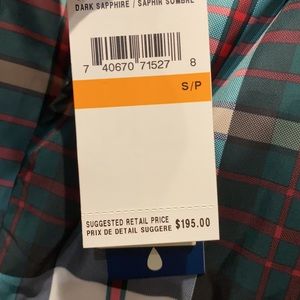 DARK SAPPHIRE / SAPHIR SOMBRE
7 40670 71527 8
S/P
SUGGESTED RETAIL PRICE
PRIX DE DETAIL SUGGERE $195.00